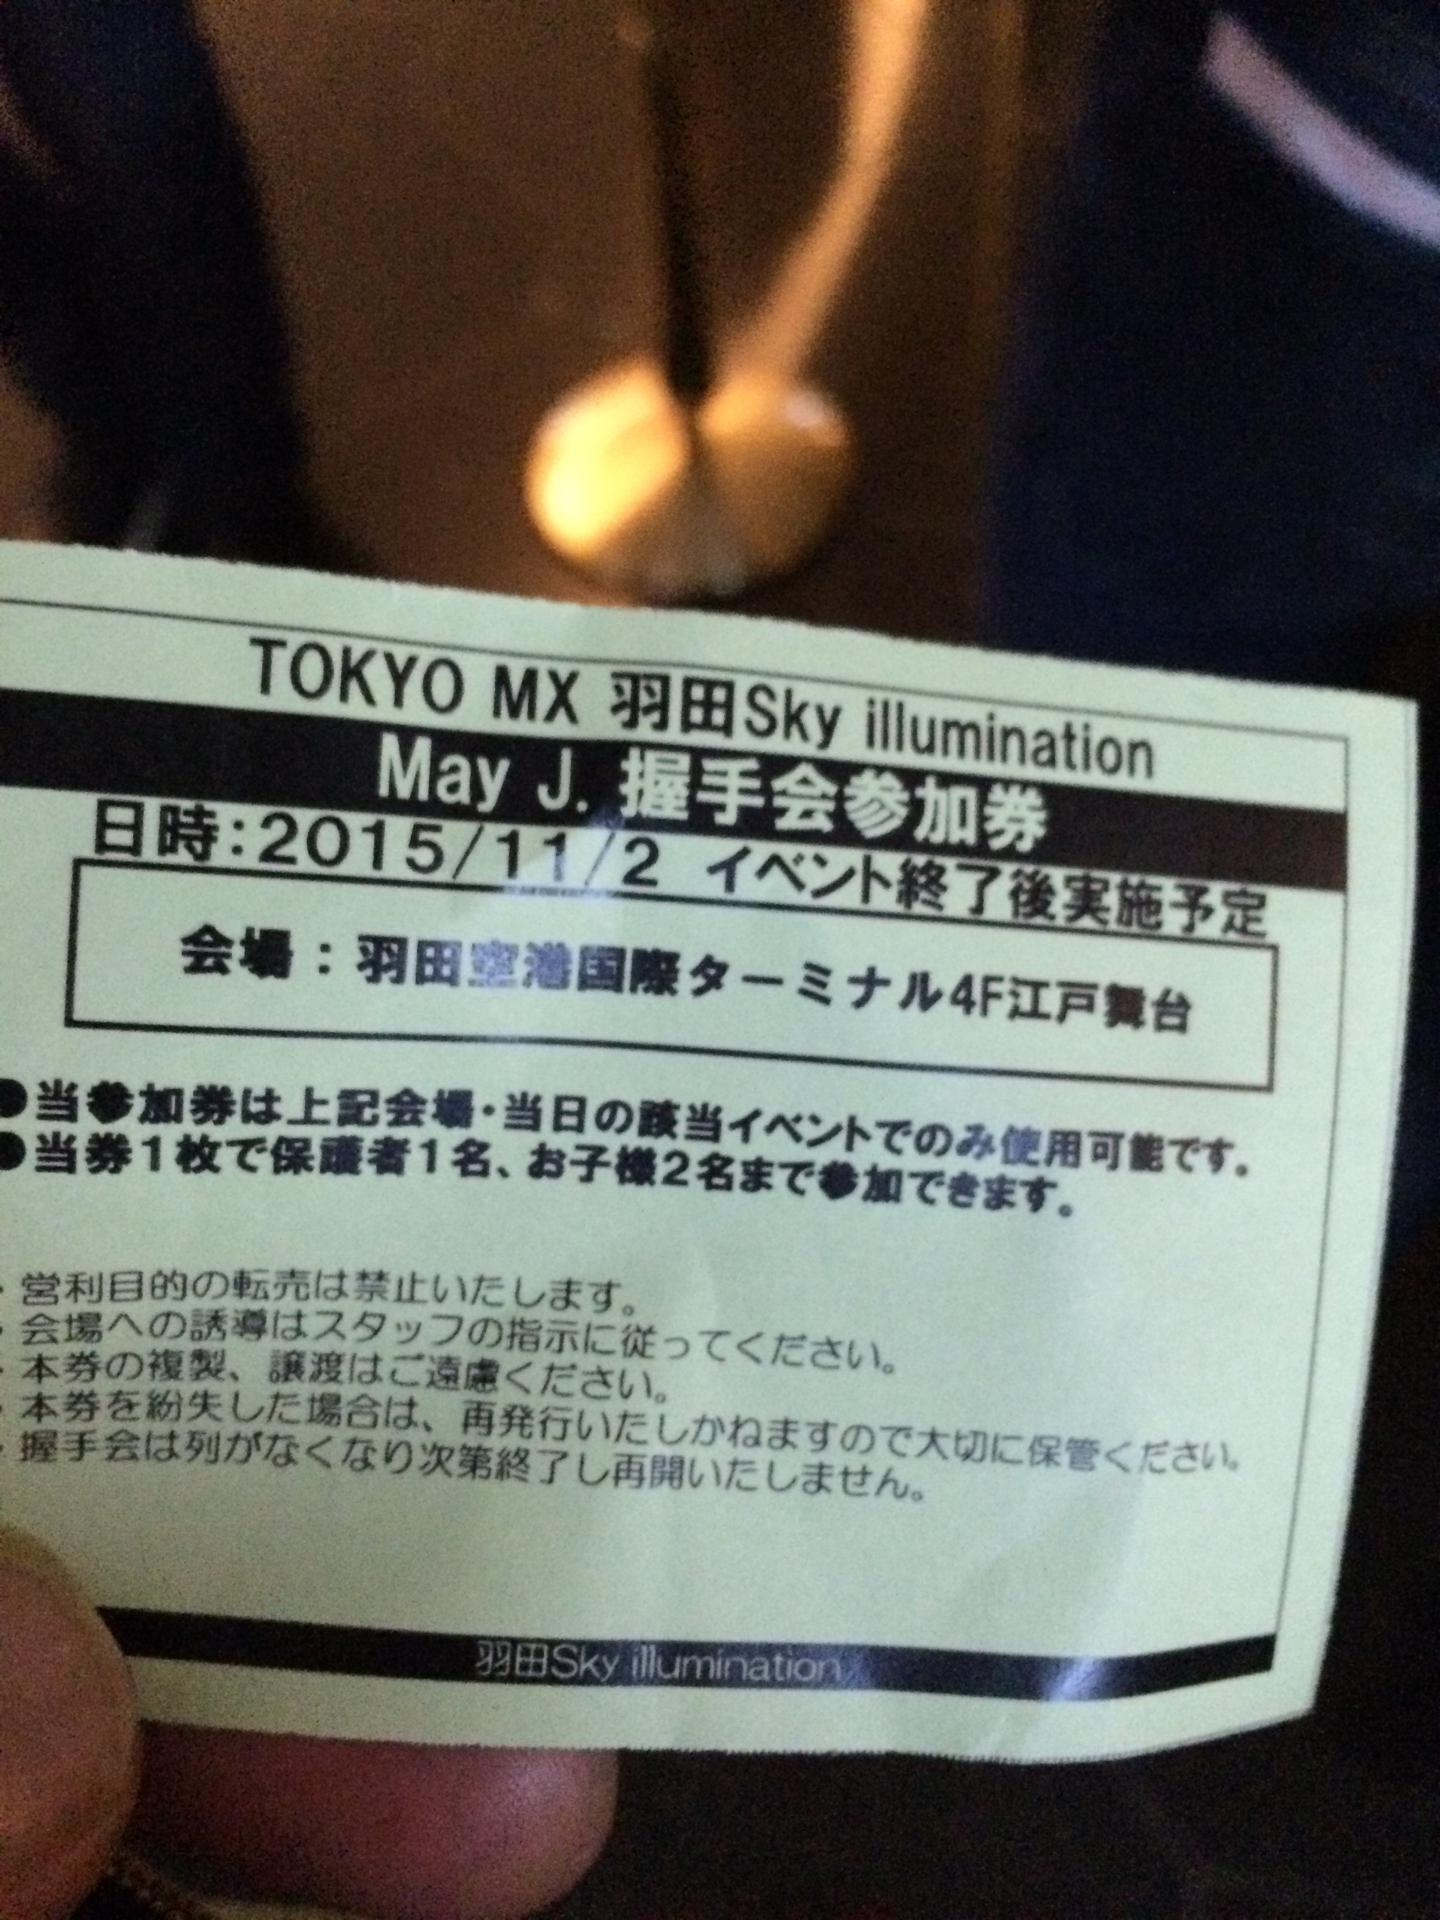 TOKYO MX 羽田Sky illumination
May J. 握手会参加券
日時:2015/11/2 イベント終了後実施予定
会場:羽田空港国際ターミナル4F江戸舞台
●当参加券は上記会場・当日の該当イベントでのみ使用可能です。
●当券1枚で保護者1名、お子様2名まで参加できます。
・営利目的の転売は禁止いたします。
・会場への誘導はスタッフの指示に従ってください。
・本券の複製、譲渡はご遠慮ください。
・本券を紛失した場合は、再発行いたしかねますので大切に保管ください。
・握手会は列がなくなり次第終了し再開いたしません。
羽田Sky illumination